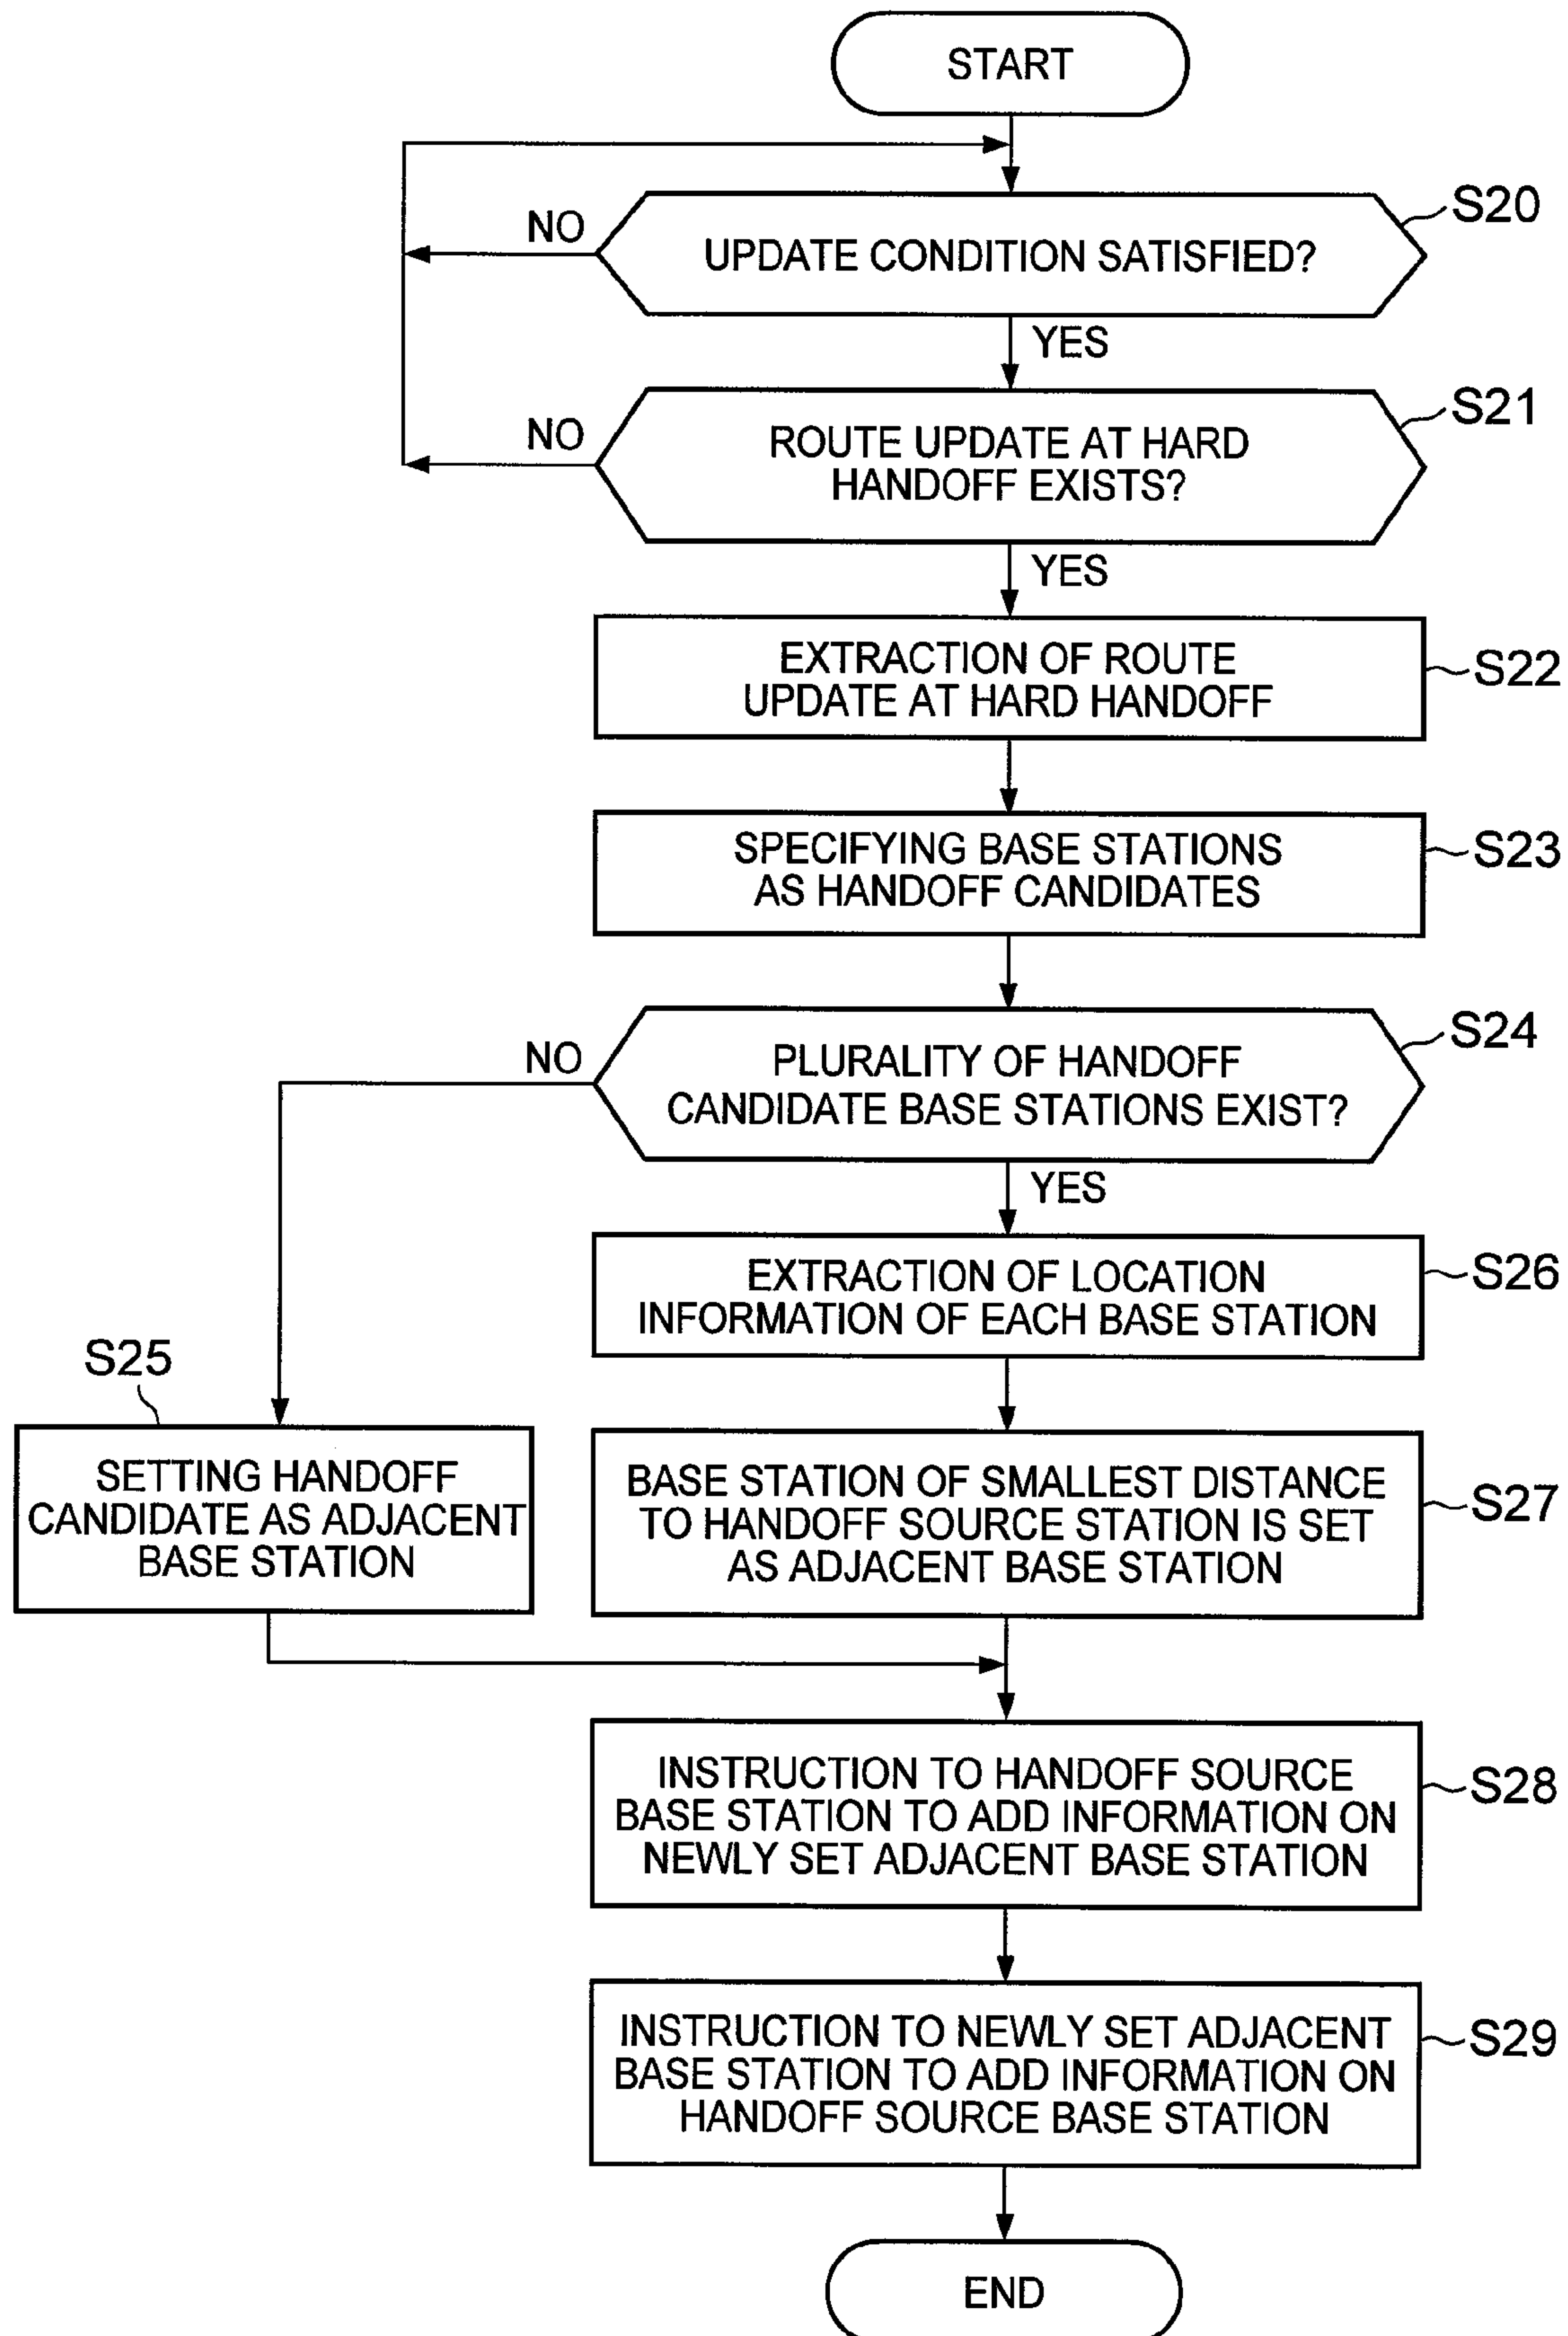 START
NO
S20
UPDATE CONDITION SATISFIED?
YES
NO
S21
ROUTE UPDATE AT HARD
HANDOFF EXISTS?
YES
EXTRACTION OF ROUTE
UPDATE AT HARD HANDOFF
S22
SPECIFYING BASE STATIONS
AS HANDOFF CANDIDATES
S23
NO
S24
PLURALITY OF HANDOFF
CANDIDATE BASE STATIONS EXIST?
YES
EXTRACTION OF LOCATION
INFORMATION OF EACH BASE STATION
S26
S25
SETTING HANDOFF
CANDIDATE AS ADJACENT
BASE STATION
BASE STATION OF SMALLEST DISTANCE
TO HANDOFF SOURCE STATION IS SET
AS ADJACENT BASE STATION
S27
INSTRUCTION TO HANDOFF SOURCE
BASE STATION TO ADD INFORMATION ON
NEWLY SET ADJACENT BASE STATION
S28
INSTRUCTION TO NEWLY SET ADJACENT
BASE STATION TO ADD INFORMATION ON
HANDOFF SOURCE BASE STATION
S29
END